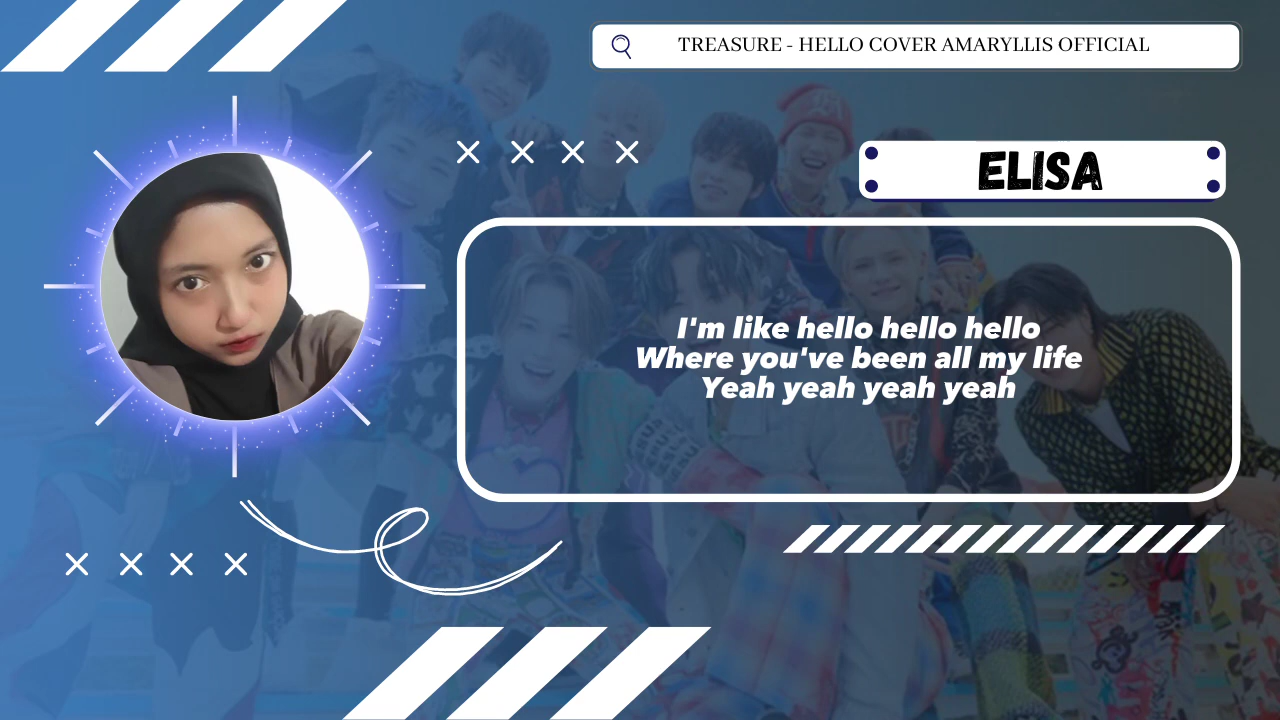 TREASURE - HELLO COVER AMARYLLIS OFFICIAL
ELISA
I'm like hello hello hello
Where you've been all my life
Yeah yeah yeah yeah